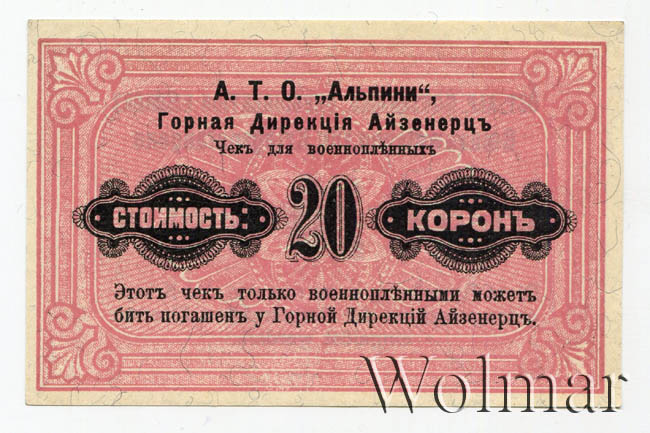 А. Т. О. „Альпини“,
Горная Дирекція Айзенерцъ
Чекъ для военноплѣнныхъ
СТОИМОСТЬ: 20 КОРОНЪ
Этотъ чекъ только военноплѣнными можетъ
бить погашенъ у Горной Дирекцій Айзенерцъ.
Wolmar